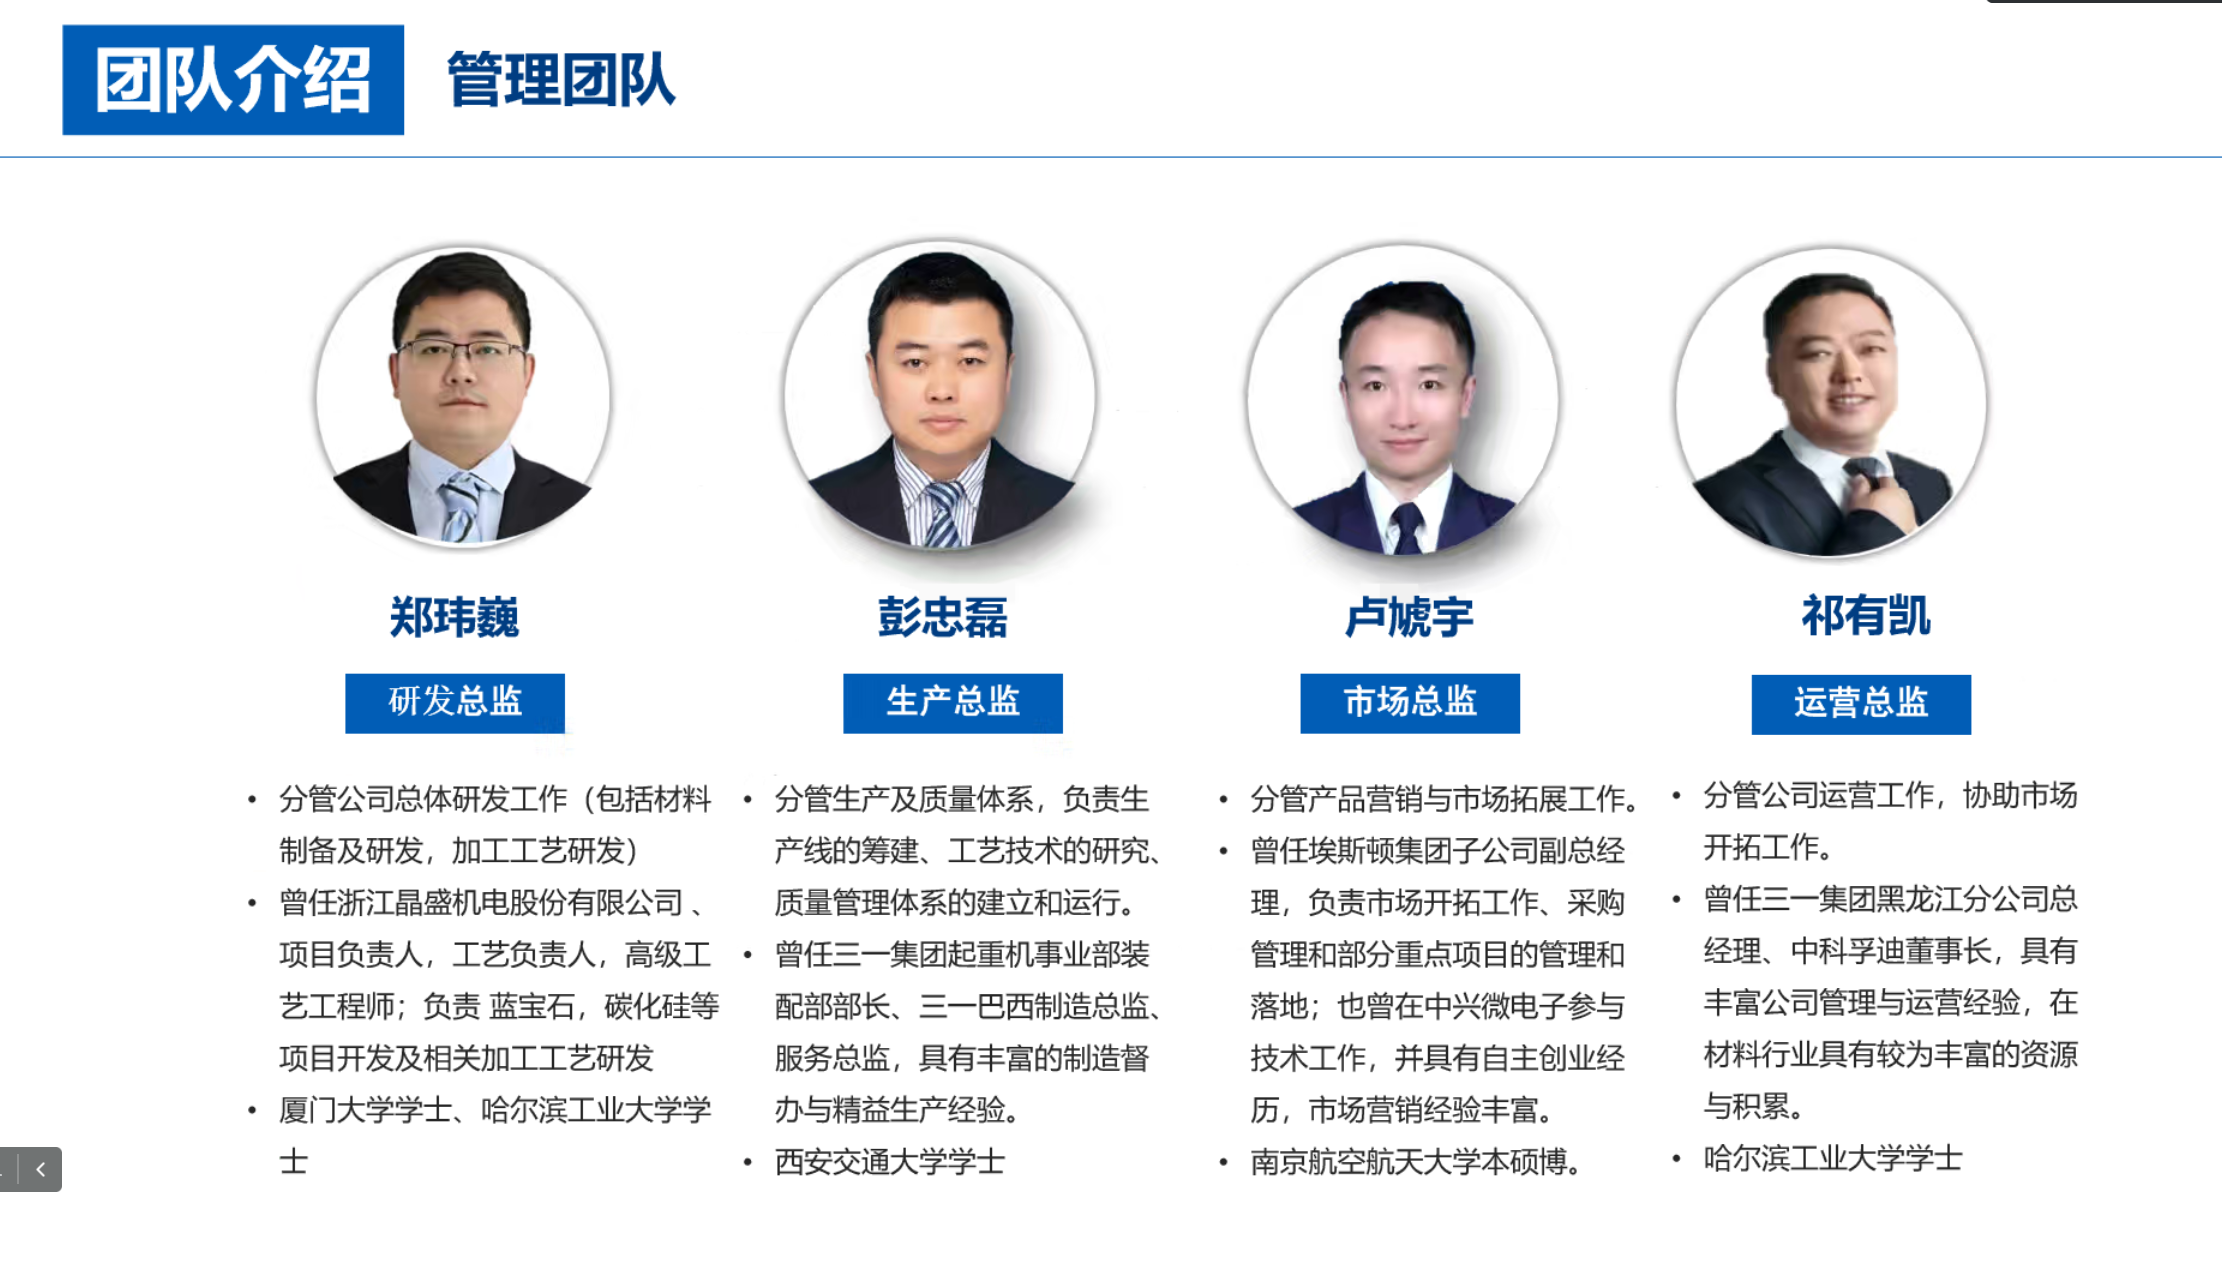 团队介绍
管理团队
郑玮巍
研发总监
分管公司总体研发工作（包括材料
制备及研发，加工工艺研发）
曾任浙江晶盛机电股份有限公司 、
项目负责人，工艺负责人，高级工
艺工程师；负责 蓝宝石，碳化硅等
项目开发及相关加工工艺研发
厦门大学学士、哈尔滨工业大学学
士
彭忠磊
生产总监
分管生产及质量体系，负责生
产线的筹建、工艺技术的研究、
质量管理体系的建立和运行。
曾任三一集团起重机事业部装
配部部长、三一巴西制造总监、
服务总监，具有丰富的制造督
办与精益生产经验。
西安交通大学学士
卢虓宇
市场总监
分管产品营销与市场拓展工作。
曾任埃斯顿集团子公司副总经
理，负责市场开拓工作、采购
管理和部分重点项目的管理和
落地；也曾在中兴微电子参与
技术工作，并具有自主创业经
历，市场营销经验丰富。
南京航空航天大学本硕博。
祁有凯
运营总监
分管公司运营工作，协助市场
开拓工作。
曾任三一集团黑龙江分公司总
经理、中科孚迪董事长，具有
丰富公司管理与运营经验，在
材料行业具有较为丰富的资源
与积累。
哈尔滨工业大学学士